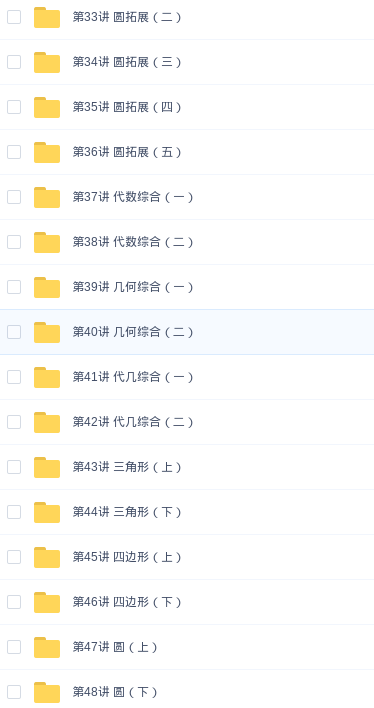 第33讲 圆拓展（二）
第34讲 圆拓展（三）
第35讲 圆拓展（四）
第36讲 圆拓展（五）
第37讲 代数综合（一）
第38讲 代数综合（二）
第39讲 几何综合（一）
第40讲 几何综合（二）
第41讲 代几综合（一）
第42讲 代几综合（二）
第43讲 三角形（上）
第44讲 三角形（下）
第45讲 四边形（上）
第46讲 四边形（下）
第47讲 圆（上）
第48讲 圆（下）